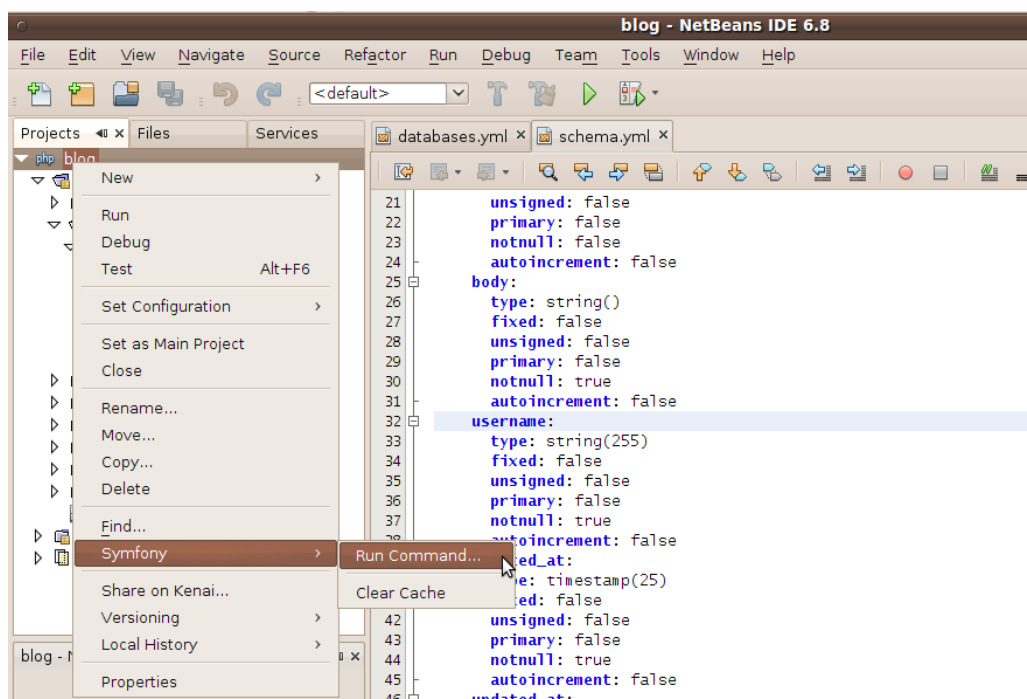 blog - NetBeans IDE 6.8
File Edit View Navigate Source Refactor Run Debug Team Tools Window Help
<default>
Projects Files Services
databases.yml schema.yml
php blog
New
Run
Debug
Test Alt+F6
Set Configuration
Set as Main Project
Close
Rename...
Move...
Copy...
Delete
Find...
Symfony
Share on Kenai...
Versioning
Local History
Properties
Run Command...
Clear Cache
blog - N
21 unsigned: false
22 primary: false
23 notnull: false
24 autoincrement: false
25 body:
26 type: string()
27 fixed: false
28 unsigned: false
29 primary: false
30 notnull: true
31 autoincrement: false
32 username:
33 type: string(255)
34 fixed: false
35 unsigned: false
36 primary: false
37 notnull: true
autoincrement: false
ted_at:
e: timestamp(25)
ed: false
42 unsigned: false
43 primary: false
44 notnull: true
45 autoincrement: false
46 updated_at: